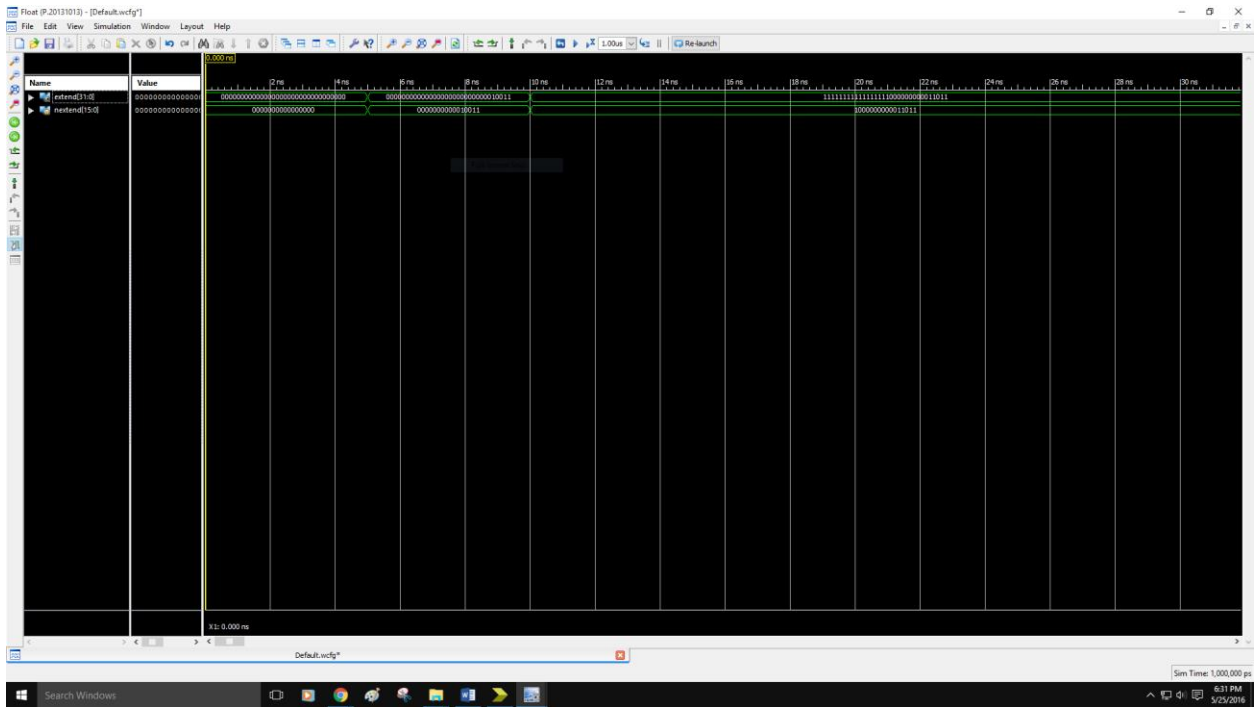 Float (P.20131013) - [Default.wcfg*]
File Edit View Simulation Window Layout Help
1.00us Re-launch
0.000 ns
Name Value
2 ns 4 ns 6 ns 8 ns 10 ns 12 ns 14 ns 16 ns 18 ns 20 ns 22 ns 24 ns 26 ns 28 ns 30 ns
extend[31:0] 00000000000000000000000000000000 00000000000000000000000000010011 11111111111111111000000000011011
nextend[15:0] 0000000000000000 0000000000010011 1000000000011011
X1: 0.000 ns
Default.wcfg*
Sim Time: 1,000,000 ps
Search Windows
6:31 PM
5/25/2016